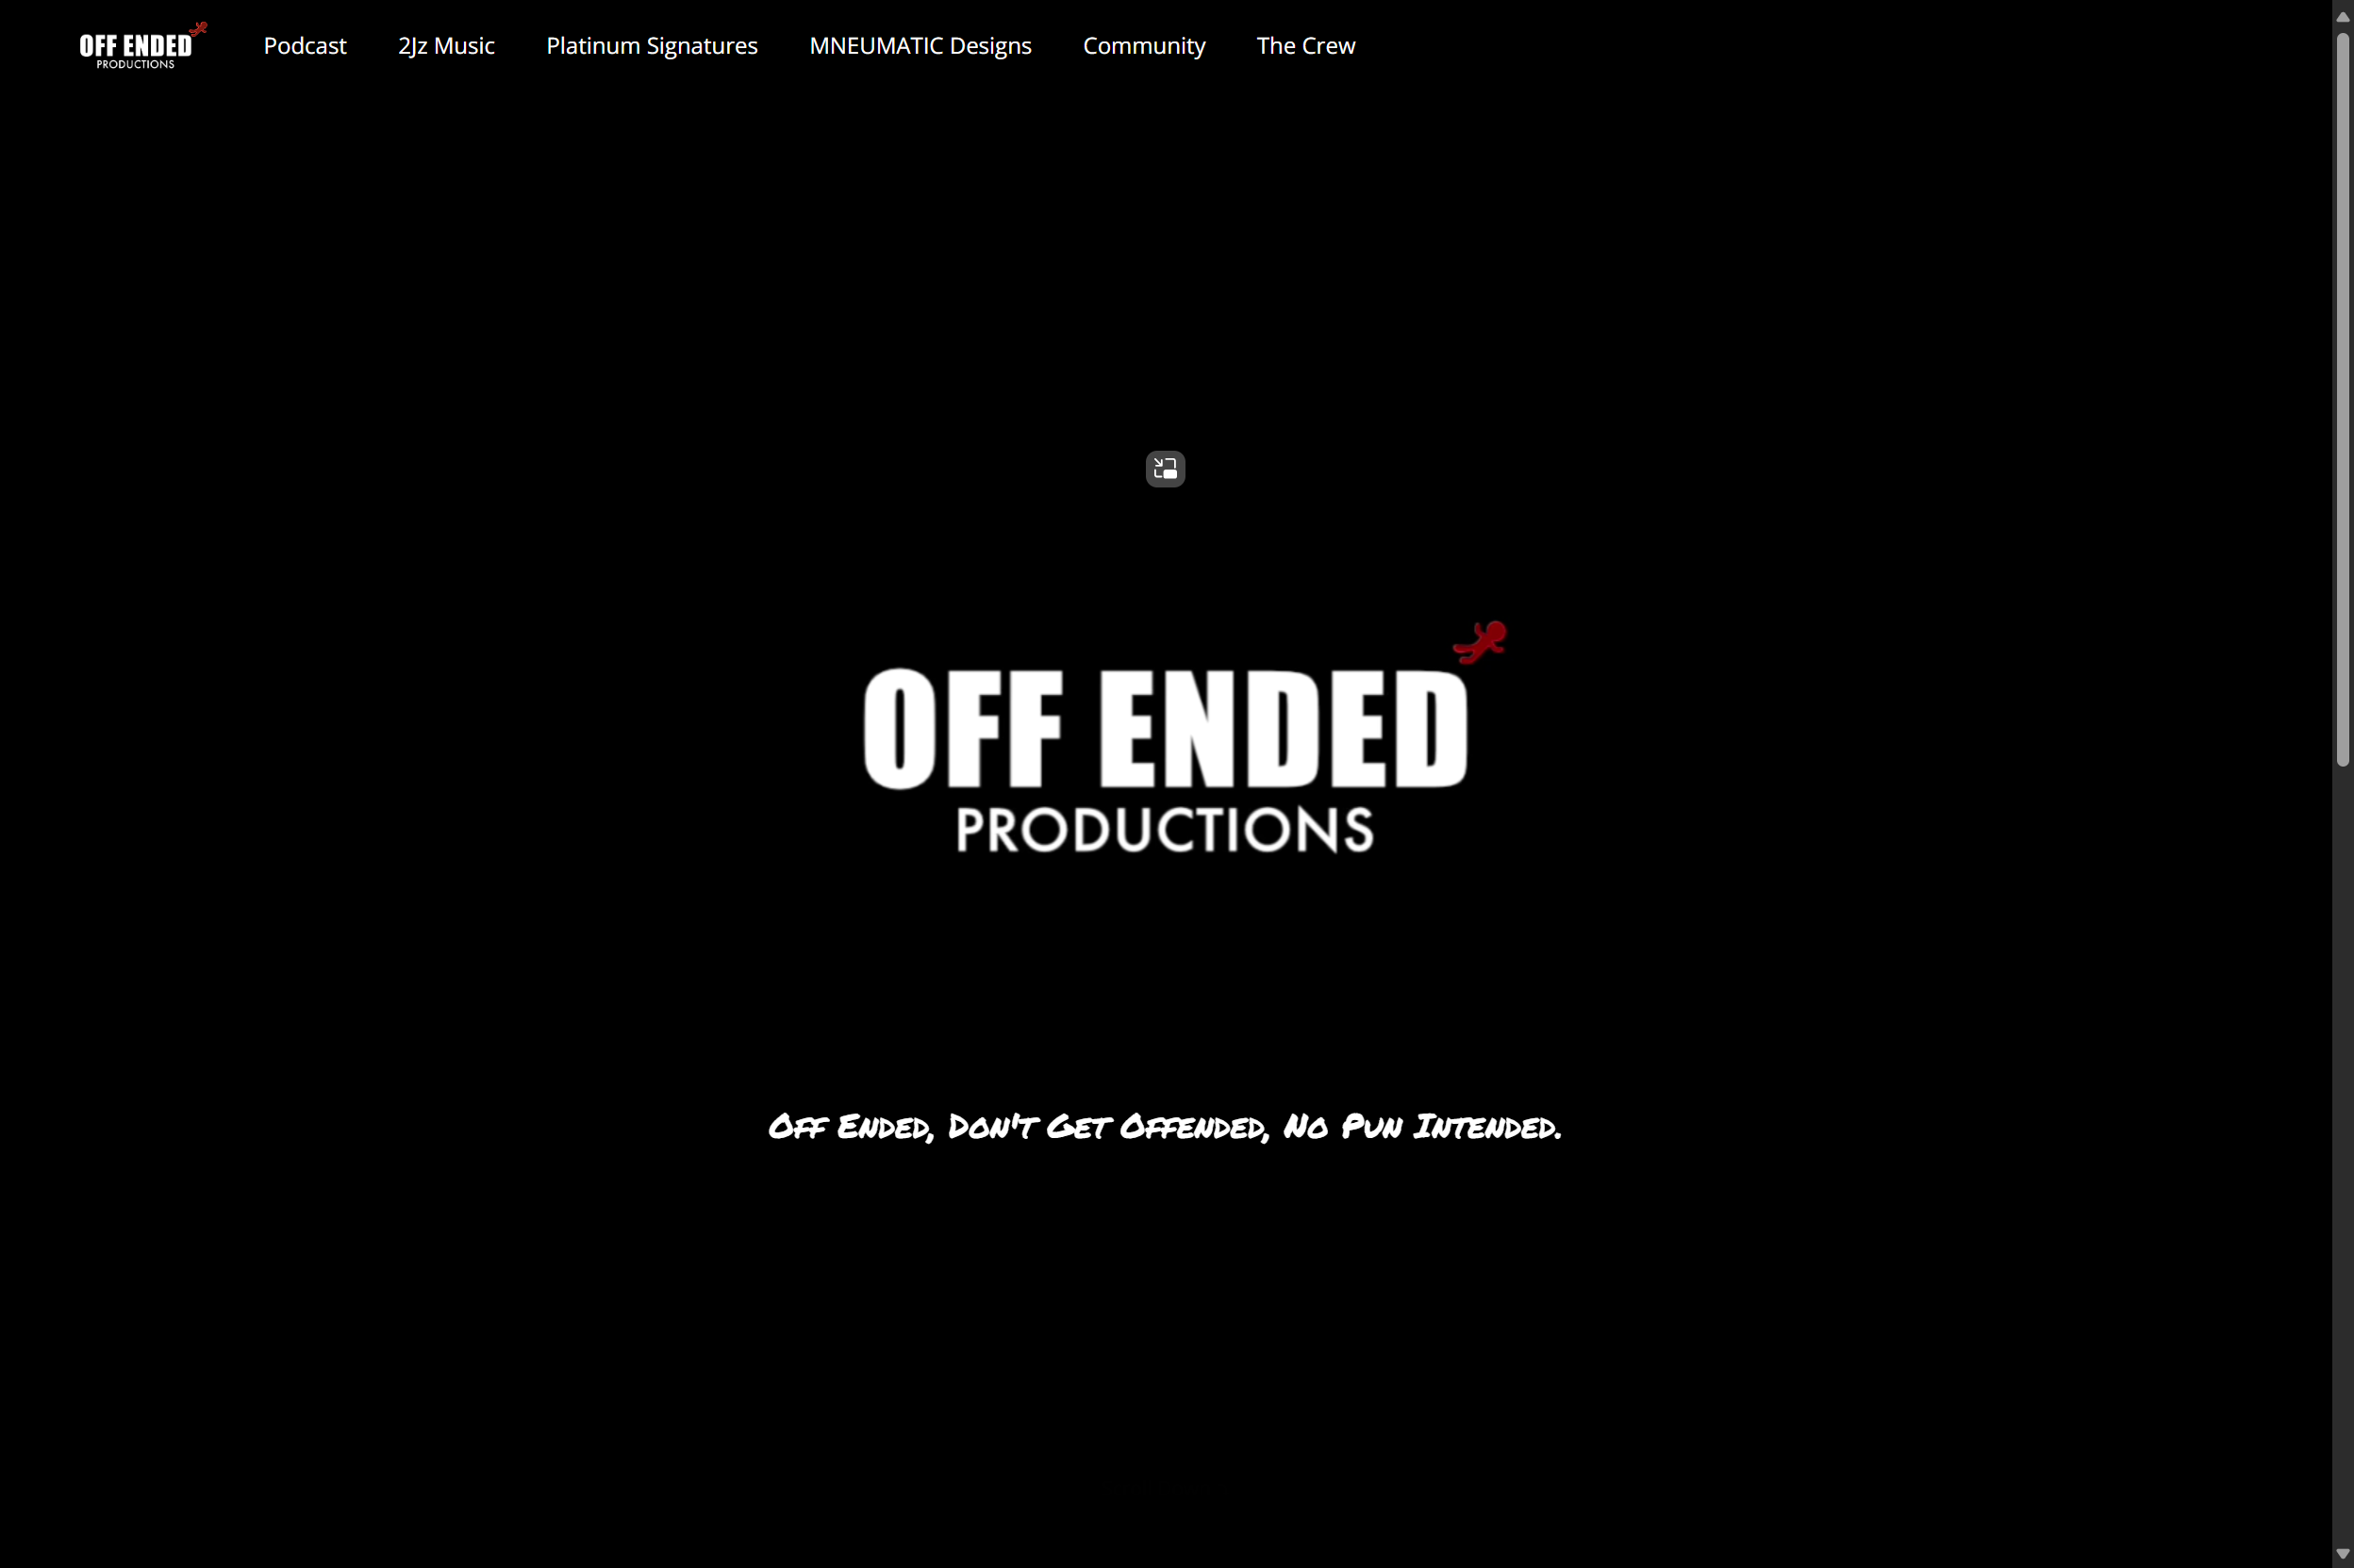 OFF ENDED
PRODUCTIONS
Podcast 2Jz Music Platinum Signatures MNEUMATIC Designs Community The Crew
OFF ENDED
PRODUCTIONS
Off Ended, Don't Get Offended, No Pun Intended.